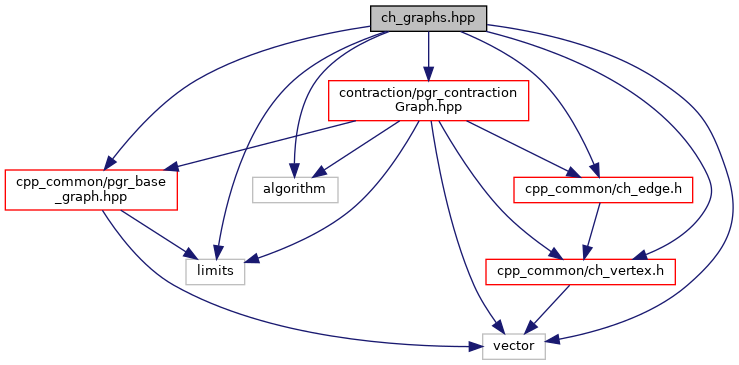 ch_graphs.hpp
contraction/pgr_contraction
Graph.hpp
cpp_common/pgr_base
_graph.hpp
algorithm
cpp_common/ch_edge.h
limits
cpp_common/ch_vertex.h
vector